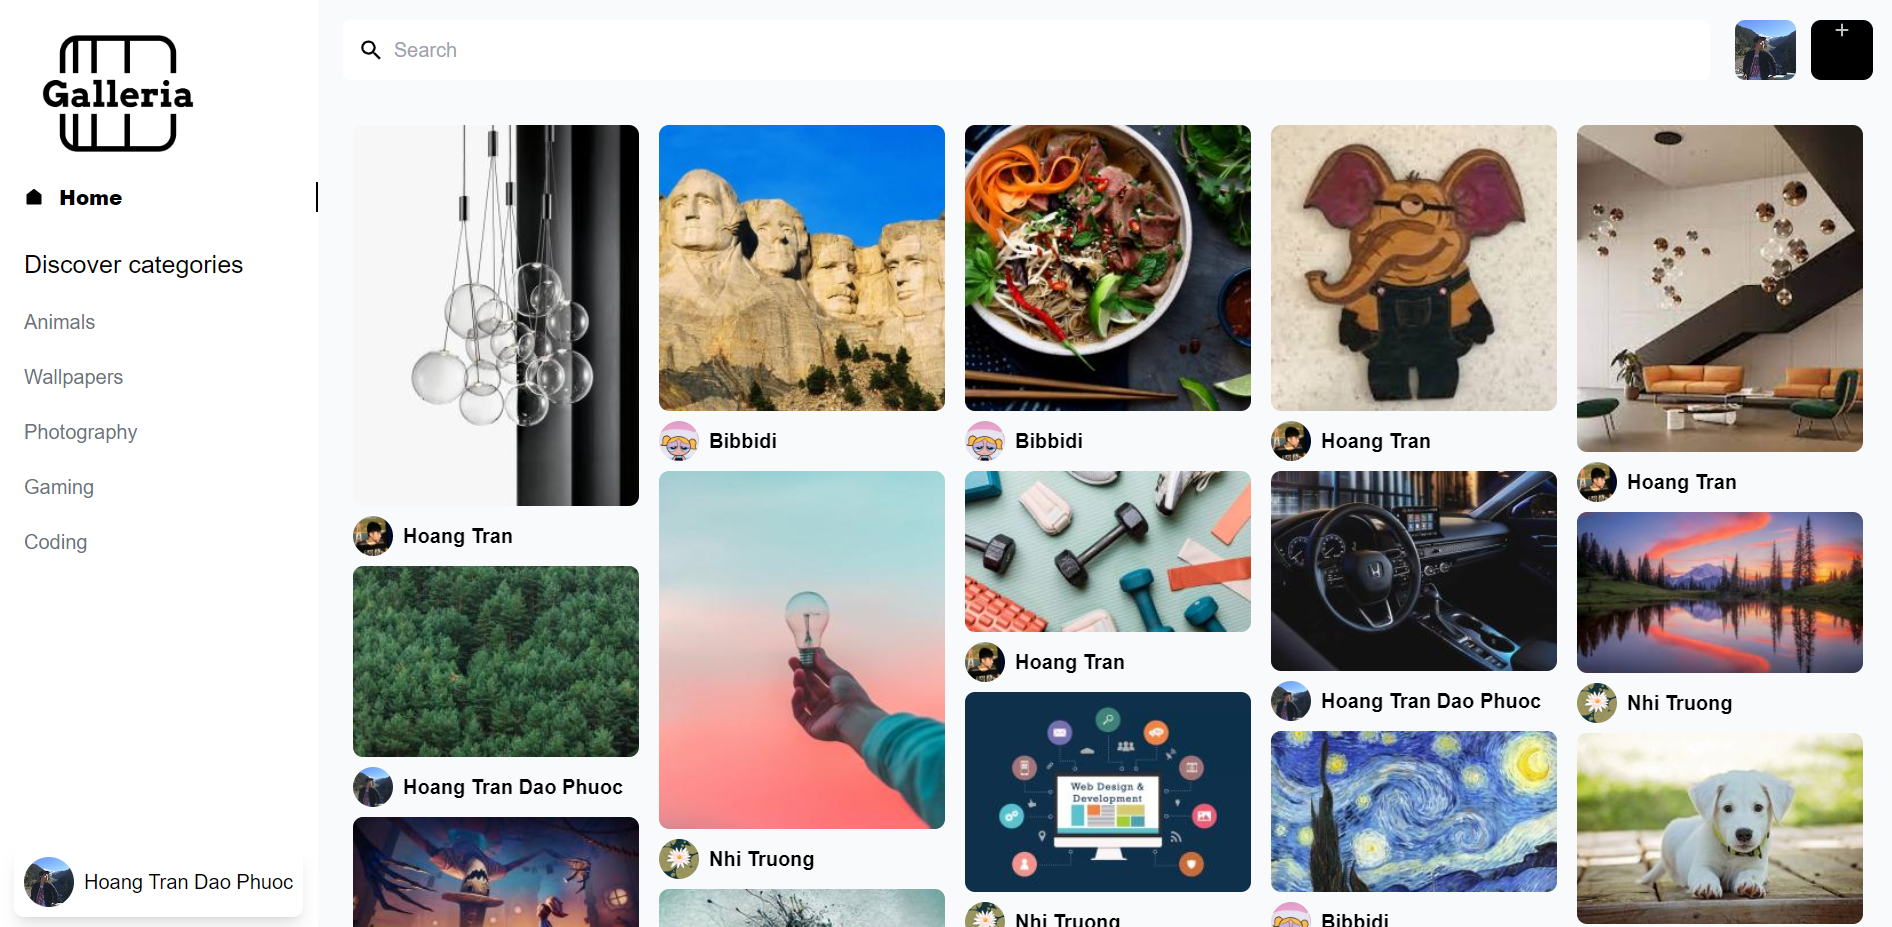 Galleria
Search
Home
Discover categories
Animals
Wallpapers
Photography
Gaming
Coding
Hoang Tran Dao Phuoc
Hoang Tran
Hoang Tran Dao Phuoc
Bibbidi
Nhi Truong
Bibbidi
Hoang Tran
Web Design &
Development
Nhi Truong
Hoang Tran
Hoang Tran Dao Phuoc
Bibbidi
Hoang Tran
Nhi Truong